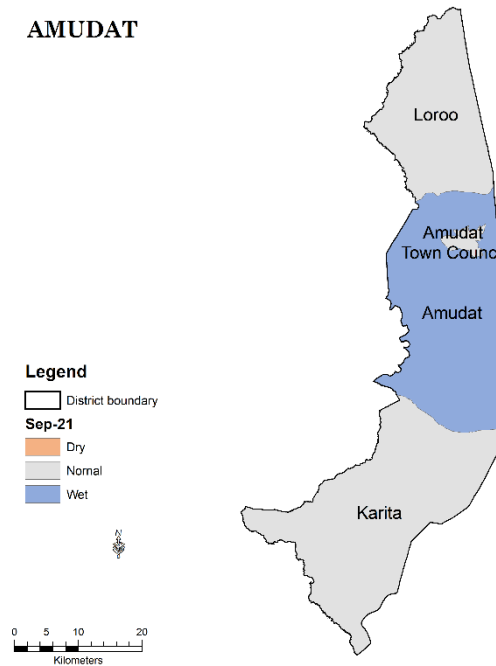 AMUDAT
Loroo
Amudat
Town Counc
Amudat
Karita
Legend
District boundary
Sep-21
Dry
Nornal
Wet
N
0 5 10 20
Kilometers